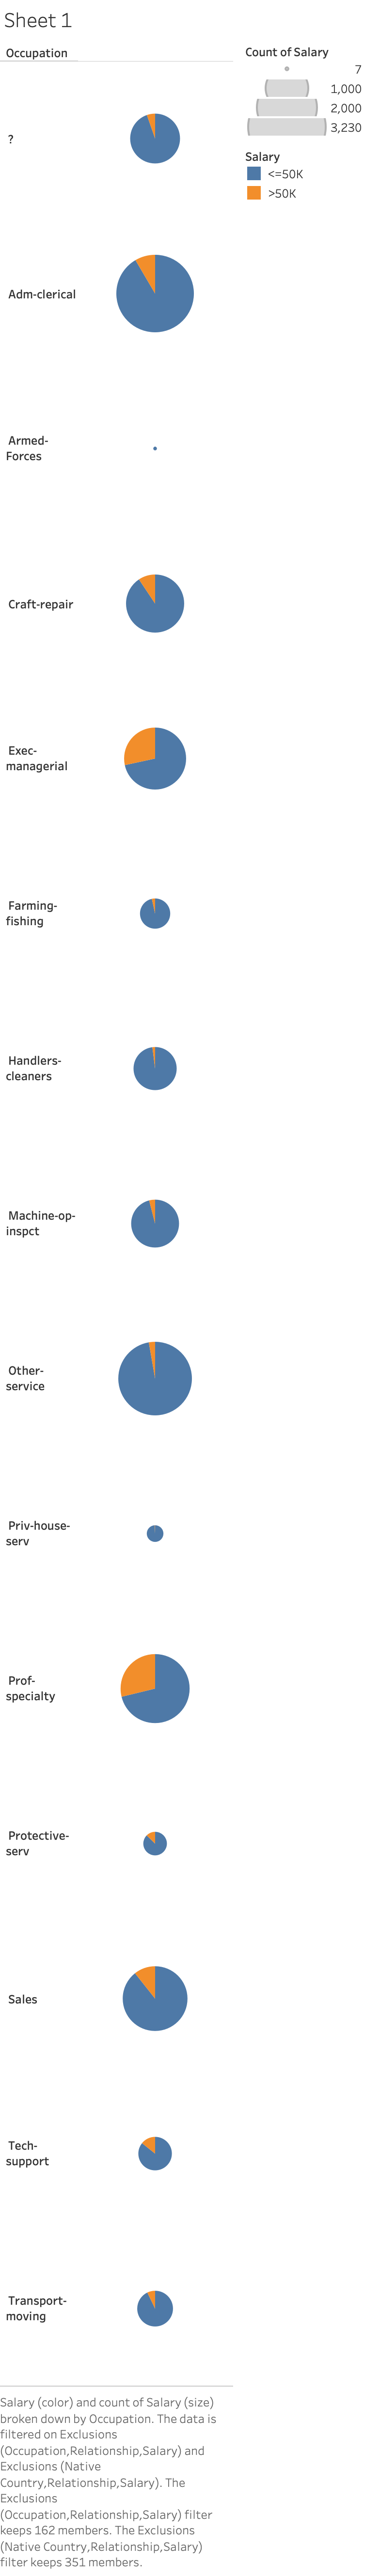 Sheet 1
Occupation
Count of Salary
7
1,000
2,000
3,230
Salary
<=50K
>50K
?
Adm-clerical
Armed-
Forces
Craft-repair
Exec-
managerial
Farming-
fishing
Handlers-
cleaners
Machine-op-
inspct
Other-
service
Priv-house-
serv
Prof-
specialty
Protective-
serv
Sales
Tech-
support
Transport-
moving
Salary (color) and count of Salary (size)
broken down by Occupation. The data is
filtered on Exclusions
(Occupation,Relationship,Salary) and
Exclusions (Native
Country,Relationship,Salary). The
Exclusions
(Occupation,Relationship,Salary) filter
keeps 162 members. The Exclusions
(Native Country,Relationship,Salary)
filter keeps 351 members.